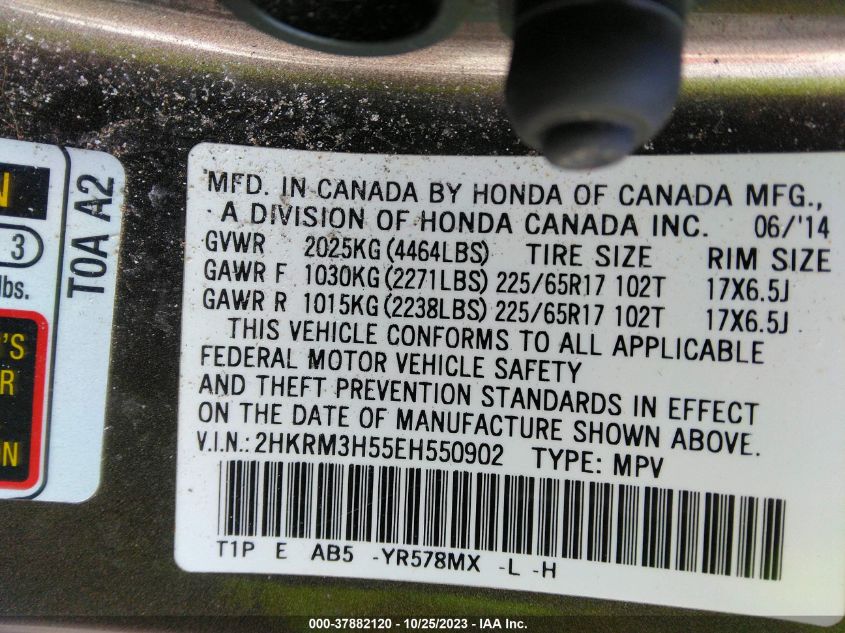 N
3
lbs.
'S
R
ON
T0A A2
MFD. IN CANADA BY HONDA OF CANADA MFG.,
A DIVISION OF HONDA CANADA INC. 06/'14
GVWR 2025KG (4464LBS) TIRE SIZE RIM SIZE
GAWR F 1030KG (2271LBS) 225/65R17 102T 17X6.5J
GAWR R 1015KG (2238LBS) 225/65R17 102T 17X6.5J
THIS VEHICLE CONFORMS TO ALL APPLICABLE
FEDERAL MOTOR VEHICLE SAFETY
AND THEFT PREVENTION STANDARDS IN EFFECT
ON THE DATE OF MANUFACTURE SHOWN ABOVE.
V.I.N.: 2HKRM3H55EH550902 TYPE: MPV
T1P E AB5 -YR578MX -L -H
000-37882120 - 10/25/2023 - IAA Inc.